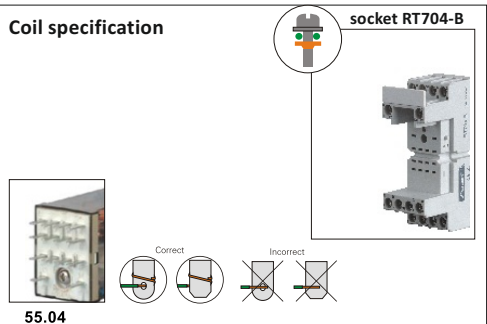 Coil specification
socket RT704-B
Correct
Incorrect
55.04